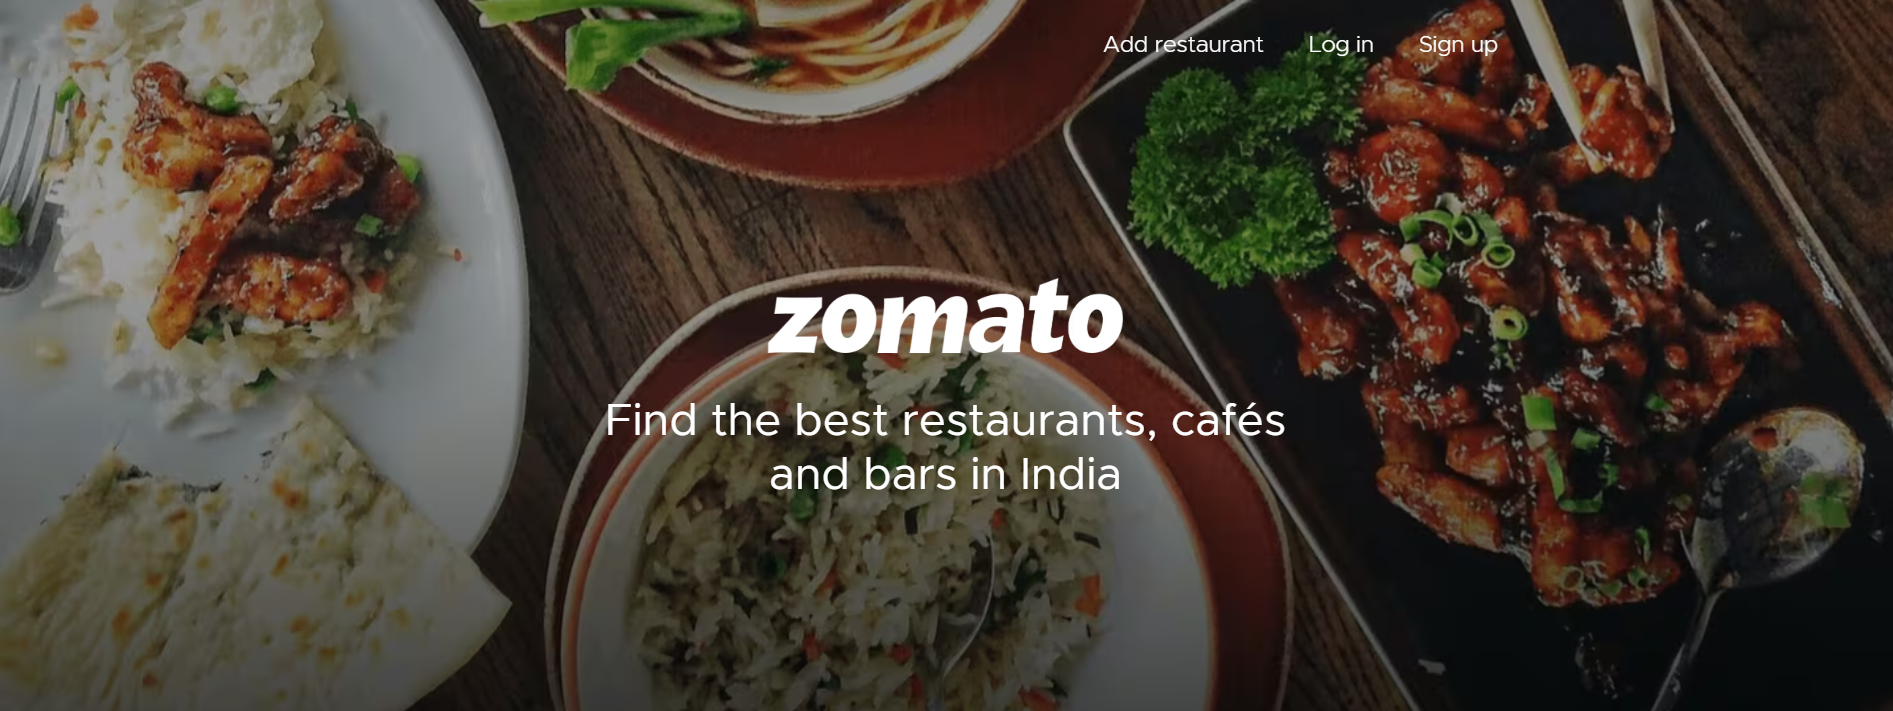 Add restaurant Log in Sign up
zomato
Find the best restaurants, cafés
and bars in India